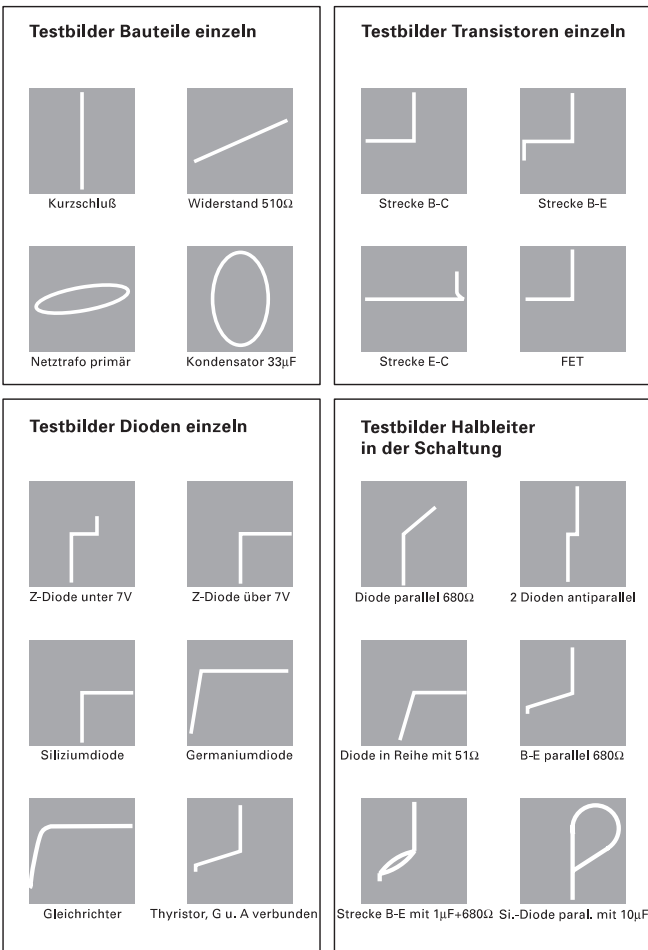 Testbilder Bauteile einzeln
Kurzschluß
Widerstand 510Ω
Netztrafo primär
Kondensator 33µF
Testbilder Transistoren einzeln
Strecke B-C
Strecke B-E
Strecke E-C
FET
Testbilder Dioden einzeln
Z-Diode unter 7V
Z-Diode über 7V
Siliziumdiode
Germaniumdiode
Gleichrichter
Thyristor, G u. A verbunden
Testbilder Halbleiter
in der Schaltung
Diode parallel 680Ω
2 Dioden antiparallel
Diode in Reihe mit 51Ω
B-E parallel 680Ω
Strecke B-E mit 1µF+680Ω
Si.-Diode paral. mit 10µF